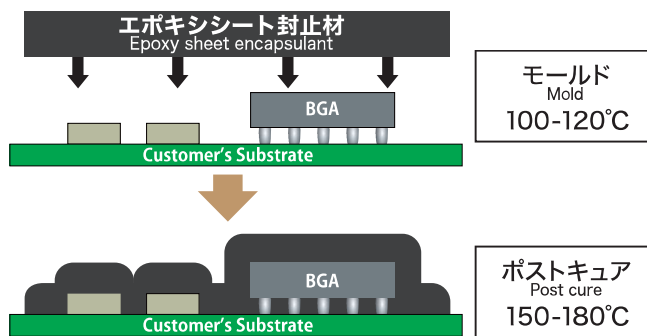 エポキシシート封止材
Epoxy sheet encapsulant
BGA
Customer's Substrate
モールド
Mold
100-120℃
BGA
Customer's Substrate
ポストキュア
Post cure
150-180℃